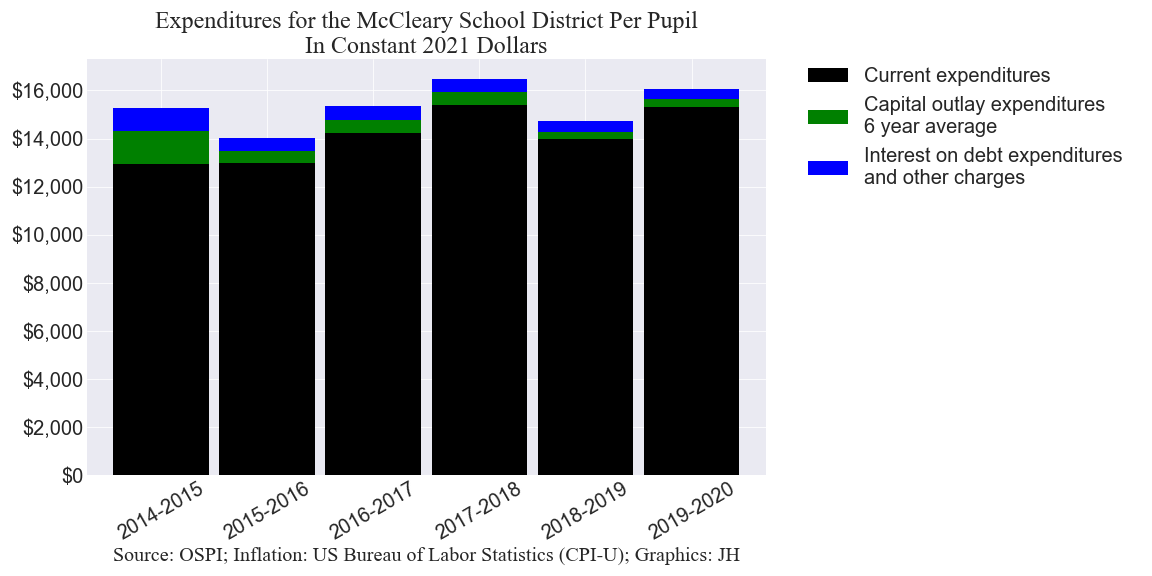 Expenditures for the McCleary School District Per Pupil
In Constant 2021 Dollars
$16,000
$14,000
$12,000
$10,000
$8,000
$6,000
$4,000
$2,000
$0
2014-2015
2015-2016
2016-2017
2017-2018
2018-2019
2019-2020
Current expenditures
Capital outlay expenditures
6 year average
Interest on debt expenditures
and other charges
Source: OSPI; Inflation: US Bureau of Labor Statistics (CPI-U); Graphics: JH